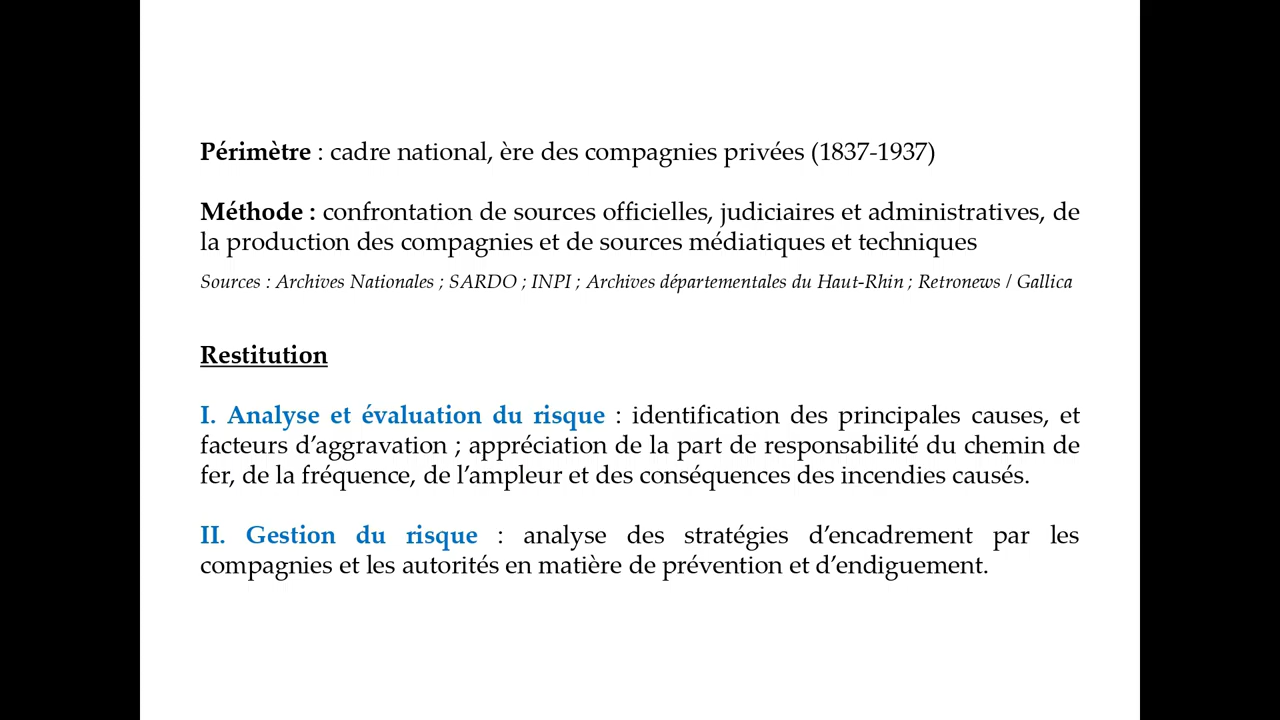 Périmètre : cadre national, ère des compagnies privées (1837-1937)
Méthode : confrontation de sources officielles, judiciaires et administratives, de
la production des compagnies et de sources médiatiques et techniques
Sources : Archives Nationales ; SARDO ; INPI ; Archives départementales du Haut-Rhin ; Retronews / Gallica
Restitution
I. Analyse et évaluation du risque : identification des principales causes, et
facteurs d’aggravation ; appréciation de la part de responsabilité du chemin de
fer, de la fréquence, de l’ampleur et des conséquences des incendies causés.
II. Gestion du risque : analyse des stratégies d’encadrement par les
compagnies et les autorités en matière de prévention et d’endiguement.